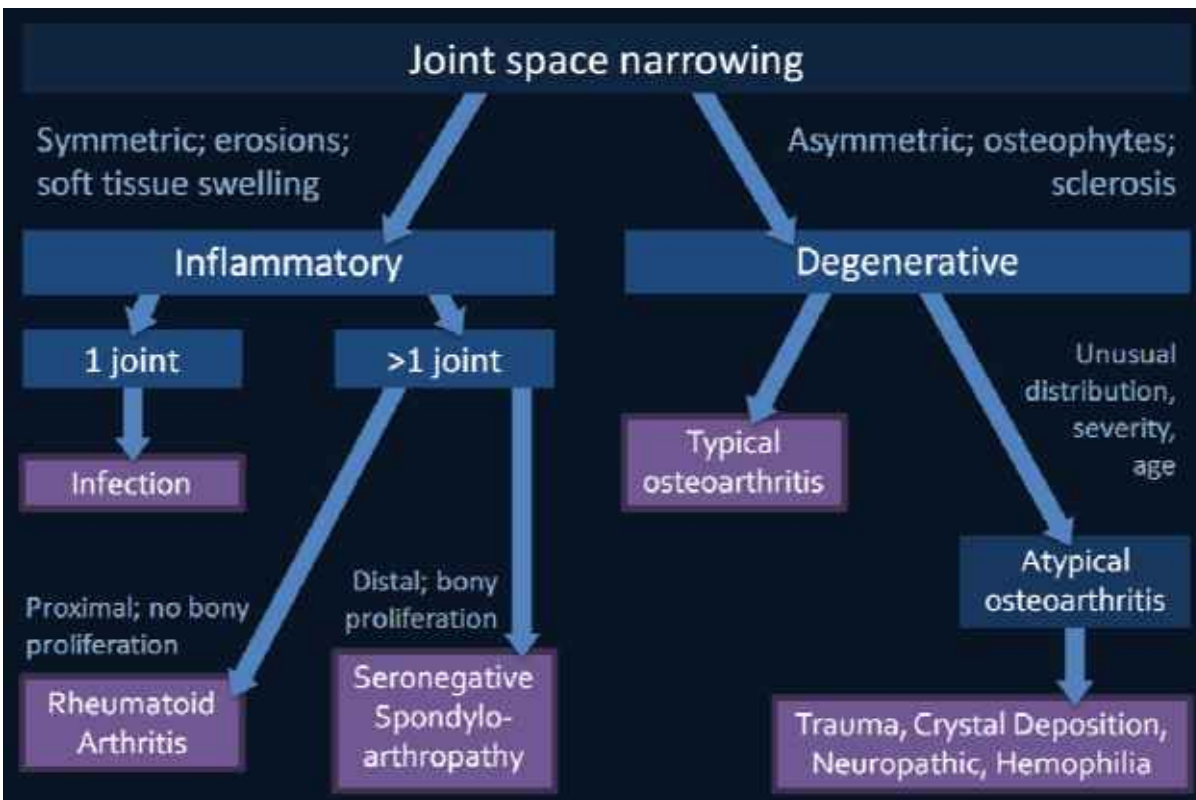 Joint space narrowing
Symmetric; erosions;
soft tissue swelling
Asymmetric; osteophytes;
sclerosis
Inflammatory
Degenerative
1 joint
>1 joint
Unusual
distribution,
severity,
age
Infection
Typical
osteoarthritis
Atypical
osteoarthritis
Proximal; no bony
proliferation
Distal; bony
proliferation
Rheumatoid
Arthritis
Seronegative
Spondylo-
arthropathy
Trauma, Crystal Deposition,
Neuropathic, Hemophilia